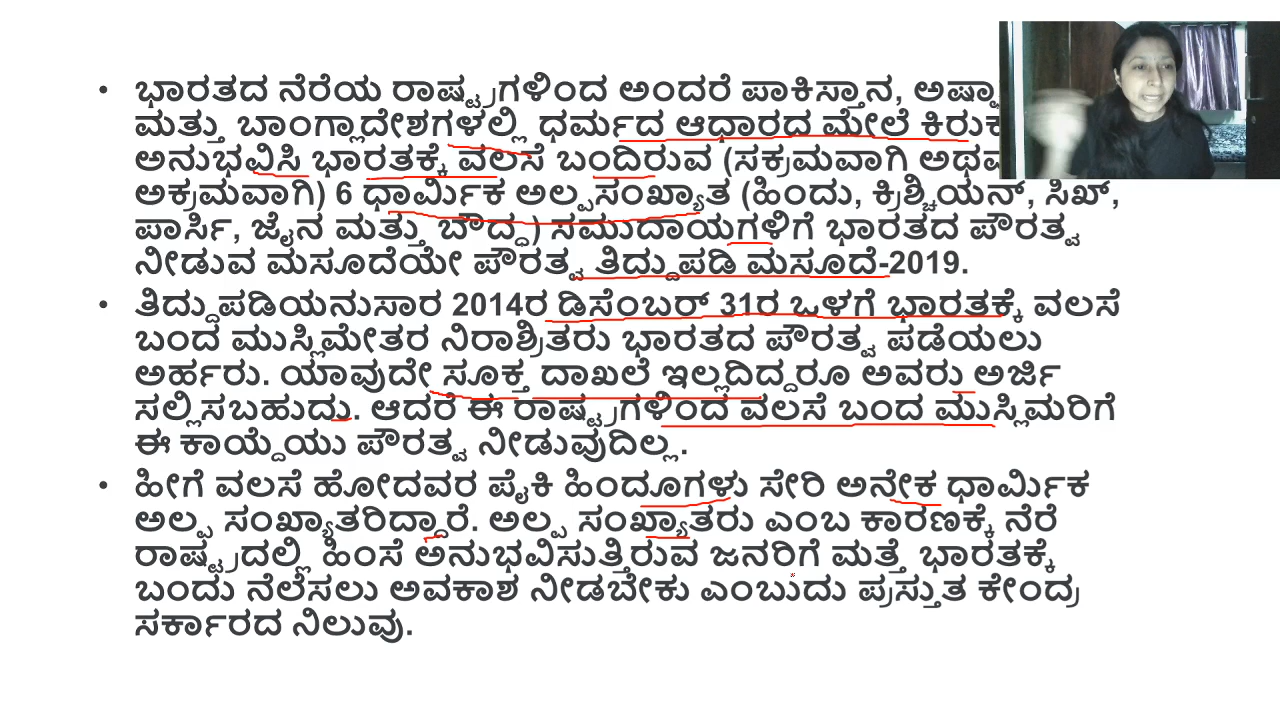 • ಭಾರತದ ನೆರೆಯ ರಾಷ್ಟ್ರಗಳಿಂದ ಅಂದರೆ ಪಾಕಿಸ್ತಾನ,
ಮತ್ತು ಬಾಂಗ್ಲಾದೇಶಗಳಲ್ಲಿ ಧರ್ಮದ ಆಧಾರದ ಮೇಲೆ
ಅನುಭವಿಸಿ ಭಾರತಕ್ಕೆ ವಲಸೆ ಬಂದಿರುವ (ಸಕ್ರಮವಾಗಿ
ಅಕ್ರಮವಾಗಿ) 6 ಧಾರ್ಮಿಕ ಅಲ್ಪಸಂಖ್ಯಾತ (ಹಿಂದು, ಕ್ರಿಶ್ಚಿಯನ್, ಸಿಖ್,
ಪಾರ್ಸಿ, ಜೈನ ಮತ್ತು ಬೌದ್ಧ) ಸಮುದಾಯಗಳಿಗೆ ಭಾರತದ ಪೌರತ್ವ
ನೀಡುವ ಮಸೂದೆಯೇ ಪೌರತ್ವ ತಿದ್ದುಪಡಿ ಮಸೂದೆ-2019.
• ತಿದ್ದುಪಡಿಯನುಸಾರ 2014ರ ಡಿಸೆಂಬರ್ 31ರ ಒಳಗೆ ಭಾರತಕ್ಕೆ ವಲಸೆ
ಬಂದ ಮುಸ್ಲಿಮೇತರ ನಿರಾಶ್ರಿತರು ಭಾರತದ ಪೌರತ್ವ ಪಡೆಯಲು
ಅರ್ಹರು. ಯಾವುದೇ ಸೂಕ್ತ ದಾಖಲೆ ಇಲ್ಲದಿದ್ದರೂ ಅವರು ಅರ್ಜಿ
ಸಲ್ಲಿಸಬಹುದು. ಆದರೆ ಈ ರಾಷ್ಟ್ರಗಳಿಂದ ವಲಸೆ ಬಂದ ಮುಸ್ಲಿಮರಿಗೆ
ಈ ಕಾಯ್ದೆಯು ಪೌರತ್ವ ನೀಡುವುದಿಲ್ಲ.
• ಹೀಗೆ ವಲಸೆ ಹೋದವರ ಪೈಕಿ ಹಿಂದೂಗಳು ಸೇರಿ ಅನೇಕ ಧಾರ್ಮಿಕ
ಅಲ್ಪ ಸಂಖ್ಯಾತರಿದ್ದಾರೆ. ಅಲ್ಪ ಸಂಖ್ಯಾತರು ಎಂಬ ಕಾರಣಕ್ಕೆ ನೆರೆ
ರಾಷ್ಟ್ರದಲ್ಲಿ ಹಿಂಸೆ ಅನುಭವಿಸುತ್ತಿರುವ ಜನರಿಗೆ ಮತ್ತೆ ಭಾರತಕ್ಕೆ
ಬಂದು ನೆಲೆಸಲು ಅವಕಾಶ ನೀಡಬೇಕು ಎಂಬುದು ಪ್ರಸ್ತುತ ಕೇಂದ್ರ
ಸರ್ಕಾರದ ನಿಲುವು.